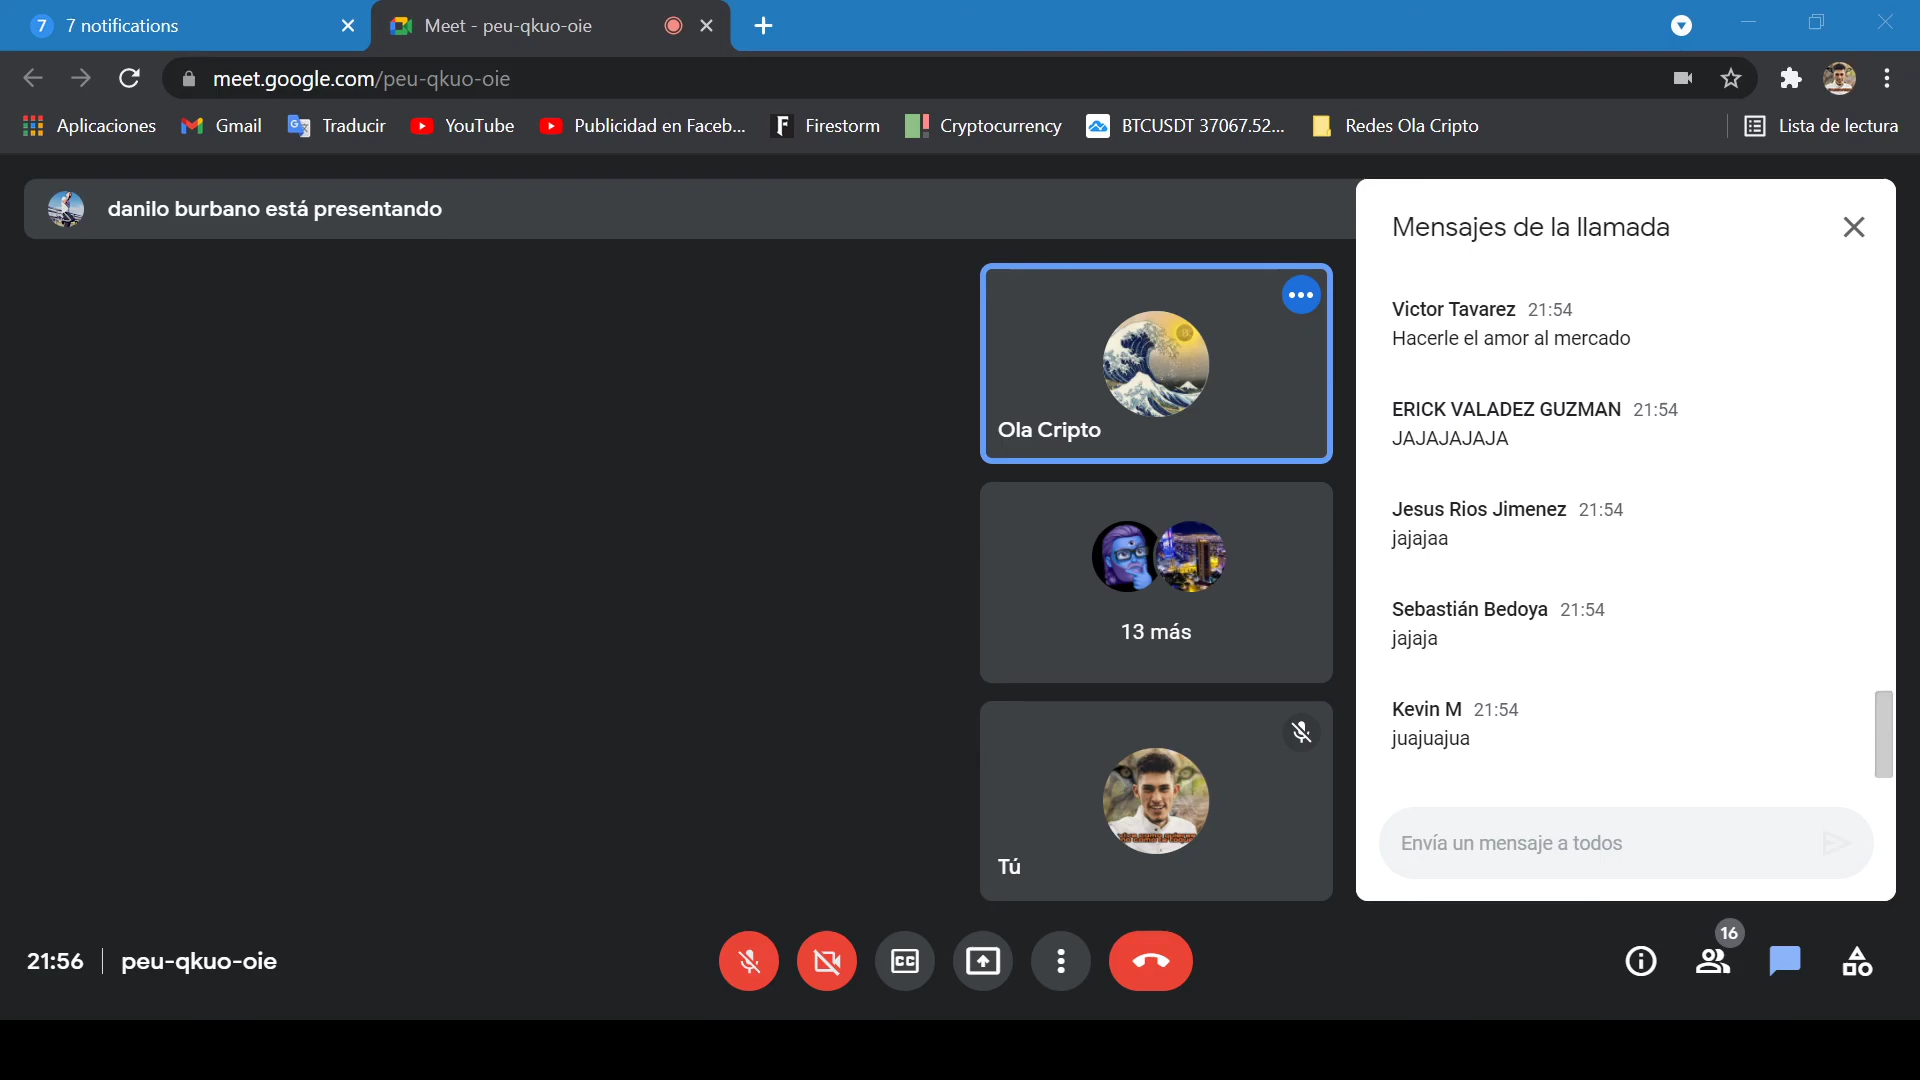 7
7 notifications
Meet - peu-qkuo-oie
meet.google.com/peu-qkuo-oie
Aplicaciones
Gmail
Traducir
YouTube
Publicidad en Faceb...
Firestorm
Cryptocurrency
BTCUSDT 37067.52...
Redes Ola Cripto
Lista de lectura
danilo burbano está presentando
Ola Cripto
13 más
Tú
Mensajes de la llamada
Victor Tavarez 21:54
Hacerle el amor al mercado
ERICK VALADEZ GUZMAN 21:54
JAJAJAJAJA
Jesus Rios Jimenez 21:54
jajajaa
Sebastián Bedoya 21:54
jajaja
Kevin M 21:54
juajuajua
Envía un mensaje a todos
21:56
peu-qkuo-oie
CC
16